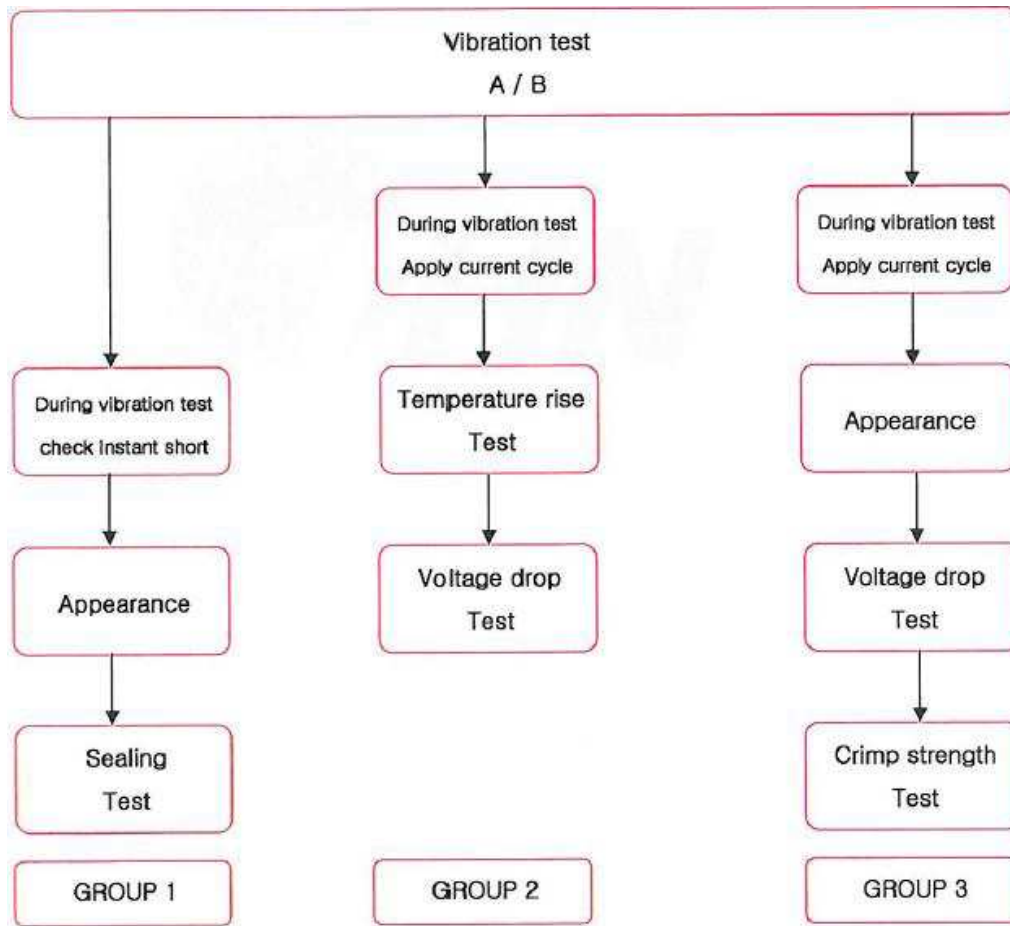 Vibration test
A / B
During vibration test
Apply current cycle
During vibration test
Apply current cycle
During vibration test
check instant short
Temperature rise
Test
Appearance
Appearance
Voltage drop
Test
Voltage drop
Test
Sealing
Test
Crimp strength
Test
GROUP 1
GROUP 2
GROUP 3